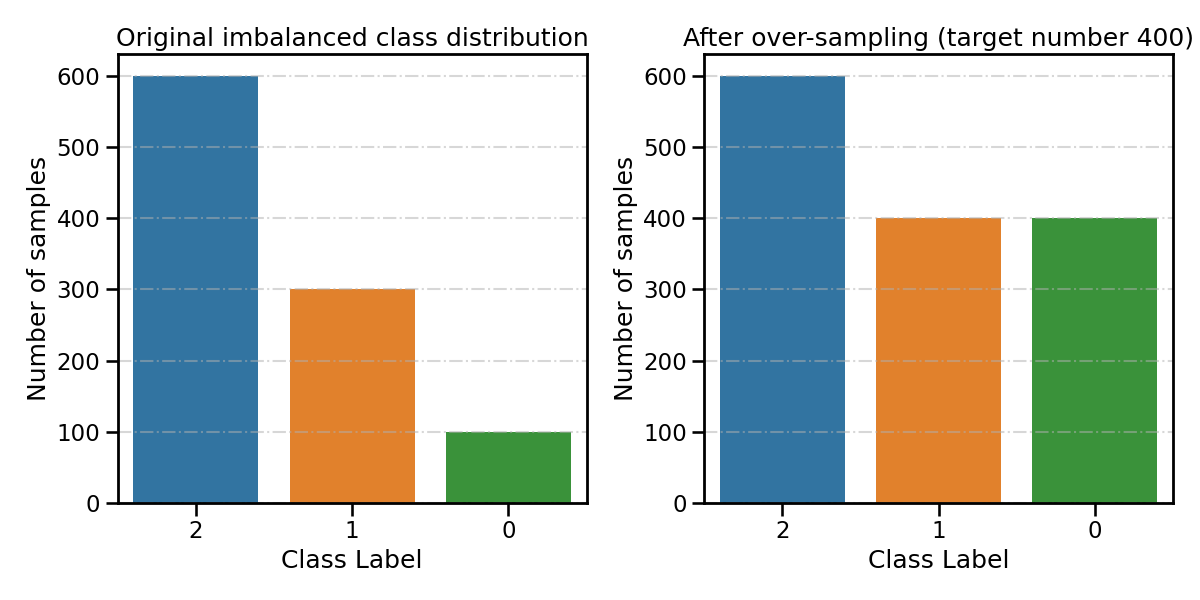 Original imbalanced class distribution
Number of samples
600
500
400
300
200
100
0
2 1 0
Class Label
After over-sampling (target number 400)
Number of samples
600
500
400
300
200
100
0
2 1 0
Class Label